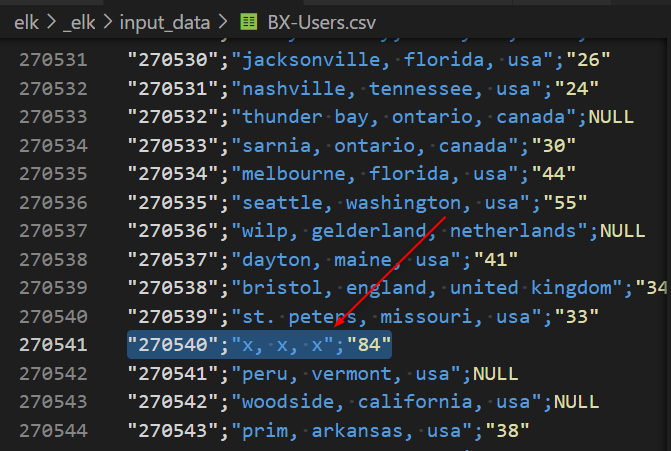 elk > _elk > input_data > BX-Users.csv
270531 "270530";"jacksonville, florida, usa";"26"
270532 "270531";"nashville, tennessee, usa";"24"
270533 "270532";"thunder bay, ontario, canada";NULL
270534 "270533";"sarnia, ontario, canada";"30"
270535 "270534";"melbourne, florida, usa";"44"
270536 "270535";"seattle, washington, usa";"55"
270537 "270536";"wilp, gelderland, netherlands";NULL
270538 "270537";"dayton, maine, usa";"41"
270539 "270538";"bristol, england, united kingdom";"34
270540 "270539";"st. peters, missouri, usa";"33"
270541 "270540";"x, x, x";"84"
270542 "270541";"peru, vermont, usa";NULL
270543 "270542";"woodside, california, usa";NULL
270544 "270543";"prim, arkansas, usa";"38"